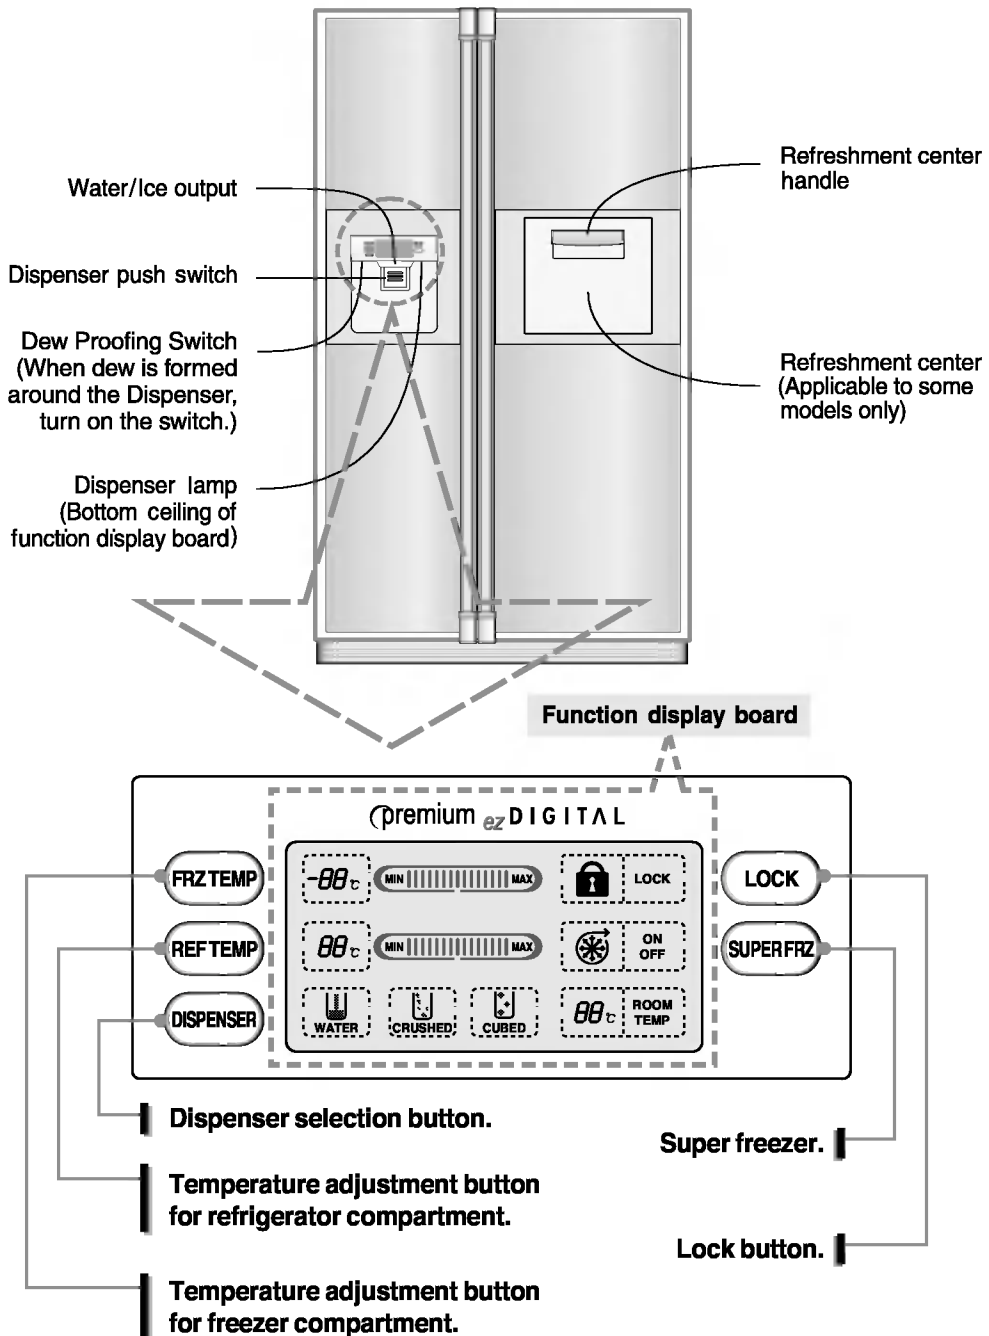 Water/Ice output
Dispenser push switch
Dew Proofing Switch
(When dew is formed
around the Dispenser,
turn on the switch.)
Dispenser lamp
(Bottom ceiling of
function display board)
Refreshment center
handle
Refreshment center
(Applicable to some
models only)
Function display board
premium ez DIGITAL
FRZ TEMP
-88 °C MIN MAX
LOCK
LOCK
REF TEMP
88 °C MIN MAX
ON
OFF
SUPER FRZ
DISPENSER
WATER
CRUSHED
CUBED
88 °C
ROOM
TEMP
Dispenser selection button.
Temperature adjustment button
for refrigerator compartment.
Temperature adjustment button
for freezer compartment.
Super freezer.
Lock button.